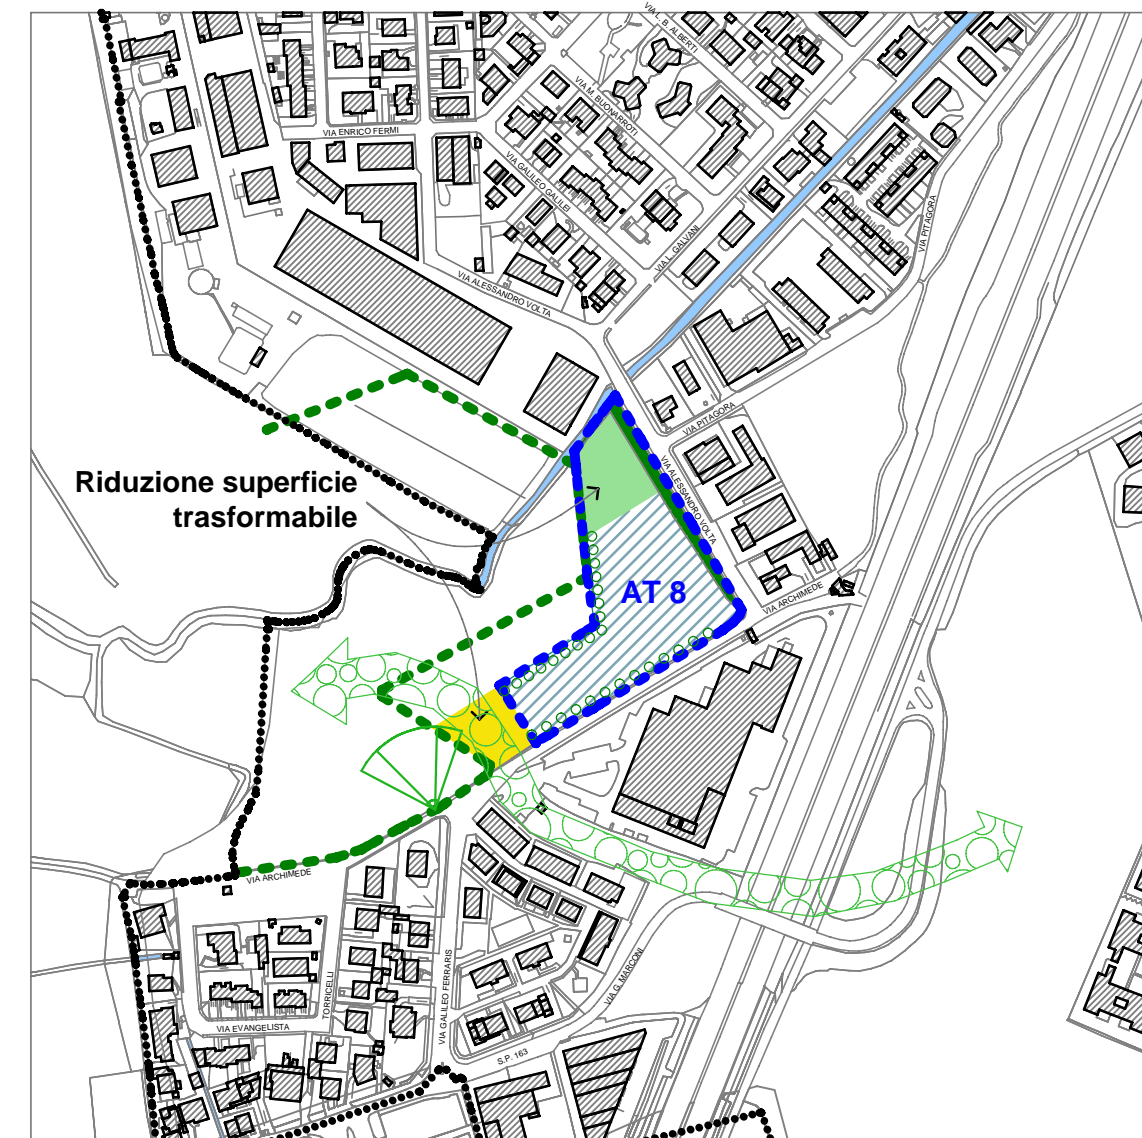 VIA L. B. ALBERTI
VIA M. BUONARROTI
VIA ENRICO FERMI
VIA GALILEO GALILEI
VIA PITAGORA
VIA L. GALVANI
VIA ALESSANDRO VOLTA
VIA PITAGORA
VIA ALESSANDRO VOLTA
Riduzione superficie
trasformabile
AT 8
VIA ARCHIMEDE
VIA ARCHIMEDE
TORRICELLI
VIA GALILEO FERRARIS
VIA G. MARCONI
VIA EVANGELISTA
S.P. 163